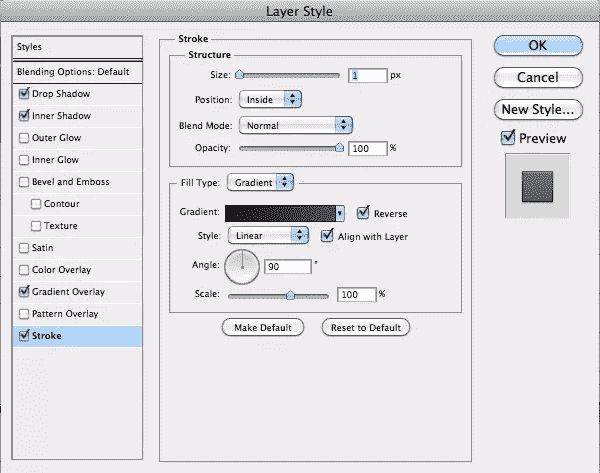 Layer Style
Styles
Blending Options: Default
Drop Shadow
Inner Shadow
Outer Glow
Inner Glow
Bevel and Emboss
Contour
Texture
Satin
Color Overlay
Gradient Overlay
Pattern Overlay
Stroke
Stroke
Structure
Size: 1 px
Position: Inside
Blend Mode: Normal
Opacity: 100 %
Fill Type: Gradient
Gradient: Reverse
Style: Linear Align with Layer
Angle: 90 °
Scale: 100 %
Make Default Reset to Default
OK
Cancel
New Style...
Preview